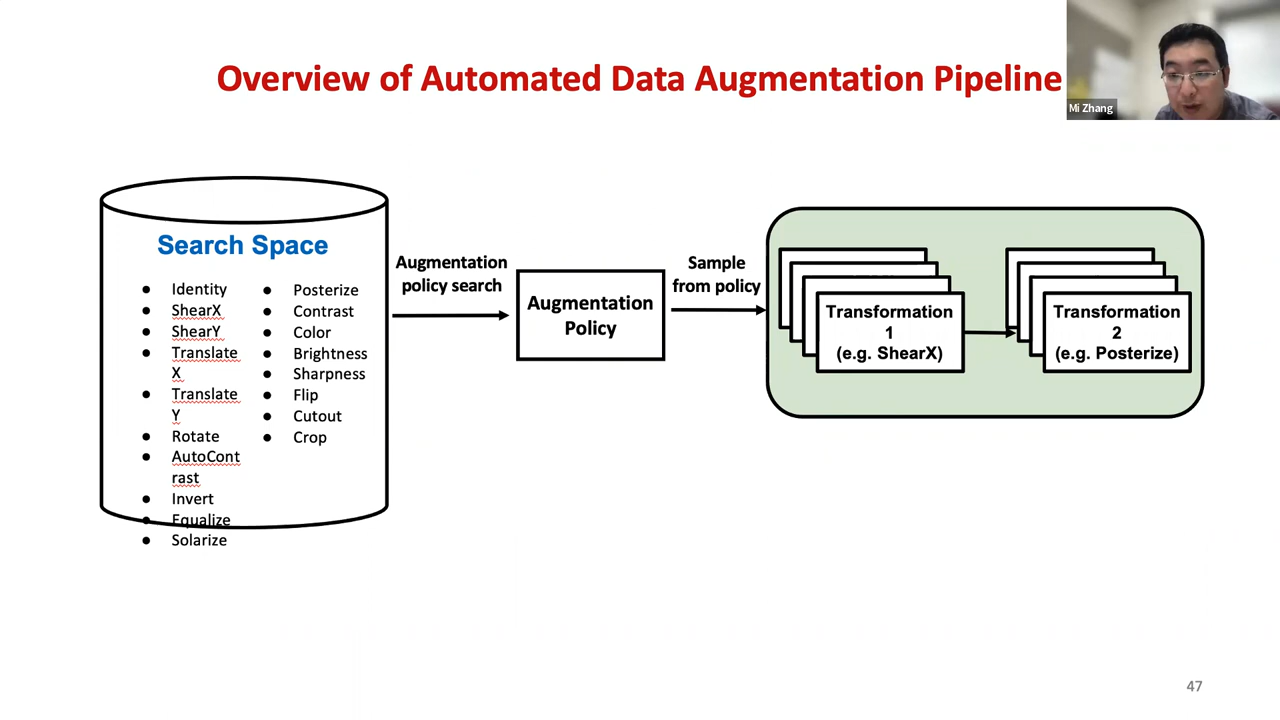 Overview of Automated Data Augmentation Pipeline
Mi Zhang
Search Space
Identity
ShearX
ShearY
Translate
X
Translate
Y
Rotate
AutoCont
rast
Invert
Equalize
Solarize
Posterize
Contrast
Color
Brightness
Sharpness
Flip
Cutout
Crop
Augmentation
policy search
Augmentation
Policy
Sample
from policy
Transformation
1
(e.g. ShearX)
Transformation
2
(e.g. Posterize)
47